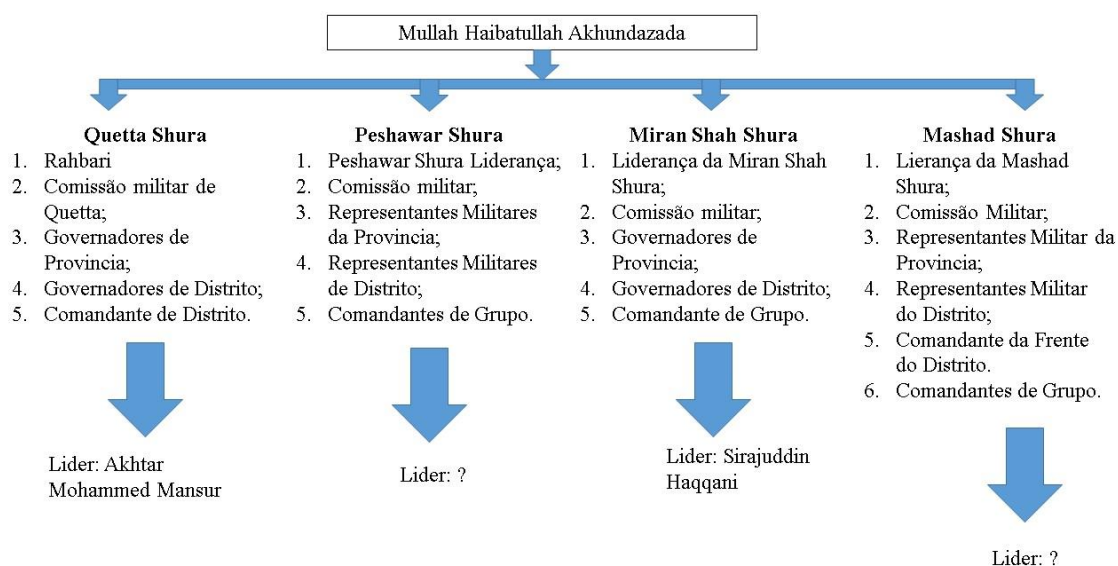 Mullah Haibatullah Akhundazada
Quetta Shura
1. Rahbari
2. Comissão militar de
Quetta;
3. Governadores de
Provincia;
4. Governadores de Distrito;
5. Comandante de Distrito.
Lider: Akhtar
Mohammed Mansur
Peshawar Shura
1. Peshawar Shura Liderança;
2. Comissão militar;
3. Representantes Militares
da Provincia;
4. Representantes Militares
de Distrito;
5. Comandantes de Grupo.
Lider: ?
Miran Shah Shura
1. Liderança da Miran Shah
Shura;
2. Comissão militar;
3. Governadores de
Provincia;
4. Governadores de Distrito;
5. Comandante de Grupo.
Lider: Sirajuddin
Haqqani
Mashad Shura
1. Lierança da Mashad
Shura;
2. Comissão Militar;
3. Representantes Militar da
Provincia;
4. Representantes Militar
do Distrito;
5. Comandante da Frente
do Distrito.
6. Comandantes de Grupo.
Lider: ?